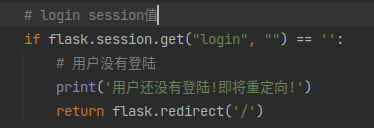 # login session值
if flask.session.get("login", "") == '':
    # 用户没有登陆
    print('用户还没有登陆!即将重定向!')
    return flask.redirect('/')